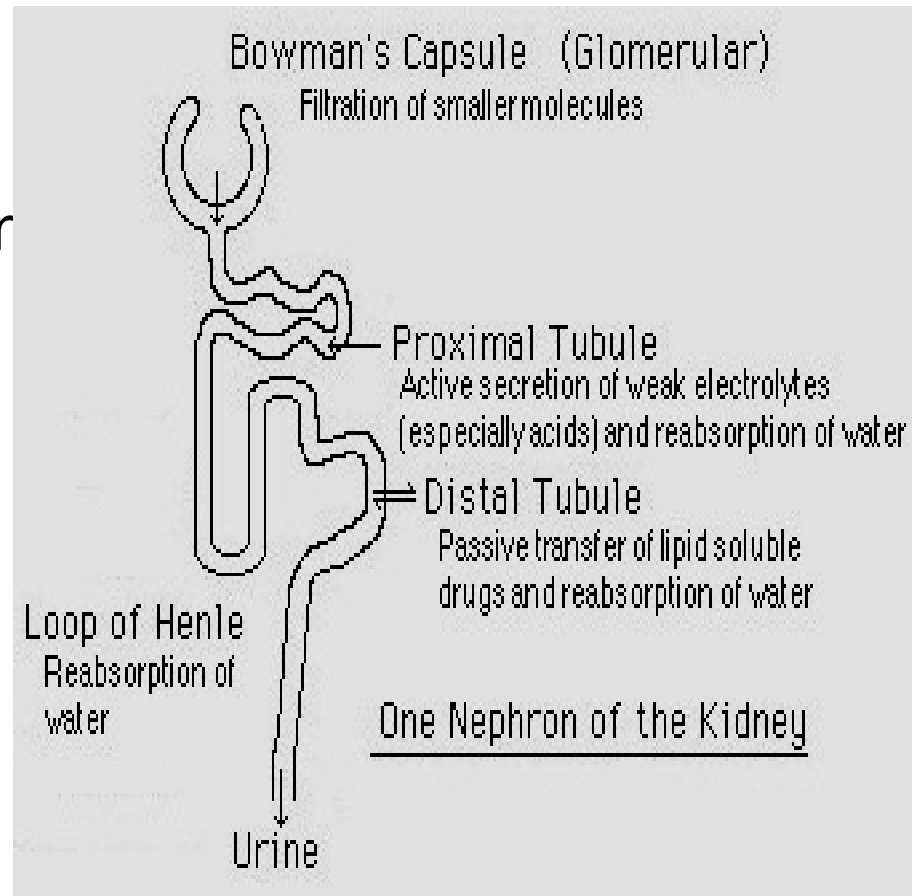 Bowman's Capsule (Glomerular)
Filtration of smaller molecules
Proximal Tubule
Active secretion of weak electrolytes
(especially acids) and reabsorption of water
Distal Tubule
Passive transfer of lipid soluble
drugs and reabsorption of water
Loop of Henle
Reabsorption of
water
One Nephron of the Kidney
Urine